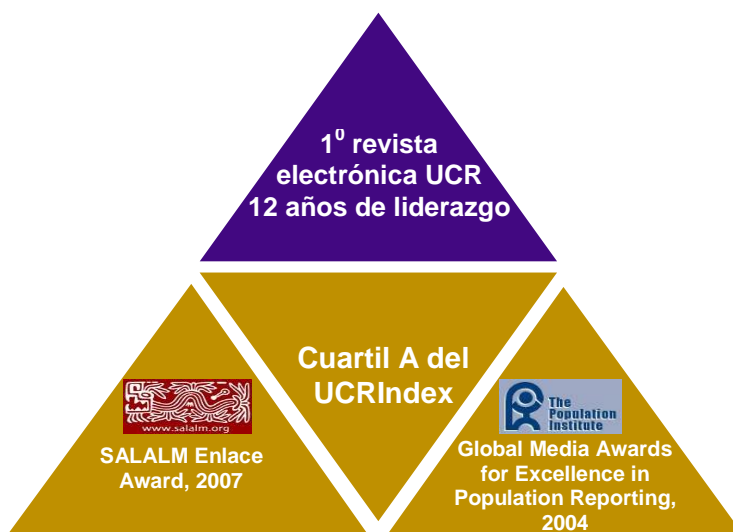 1⁰ revista
electrónica UCR
12 años de liderazgo
Cuartil A del
UCRIndex
www.salalm.org
SALALM Enlace
Award, 2007
The
Population
Institute
Global Media Awards
for Excellence in
Population Reporting,
2004